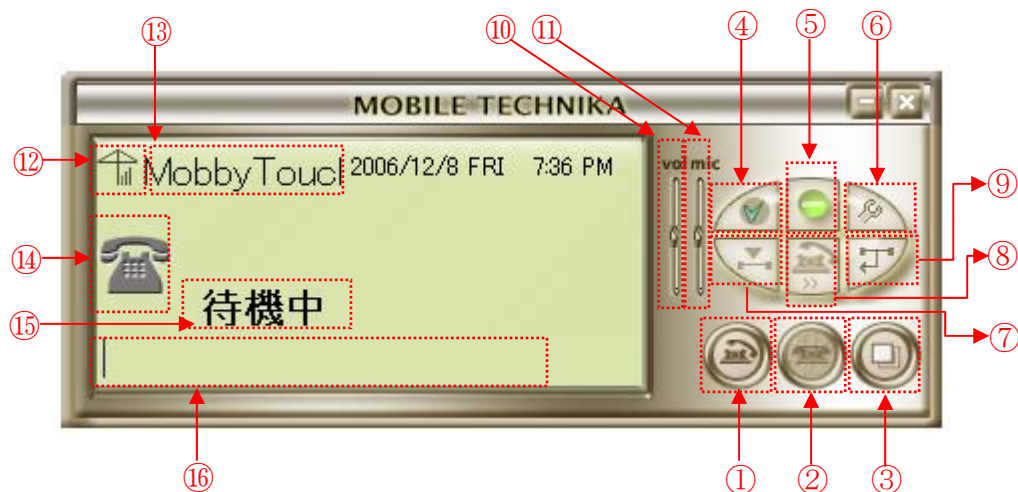 ⑬ ⑩ ⑪ ④ ⑤ ⑥
MOBILE TECHNIKA
⑫ MobbyToucl 2006/12/8 FRI 7:36 PM vol mic
⑨
⑭ ⑧
⑮ 待機中 ⑦
⑯ ① ② ③